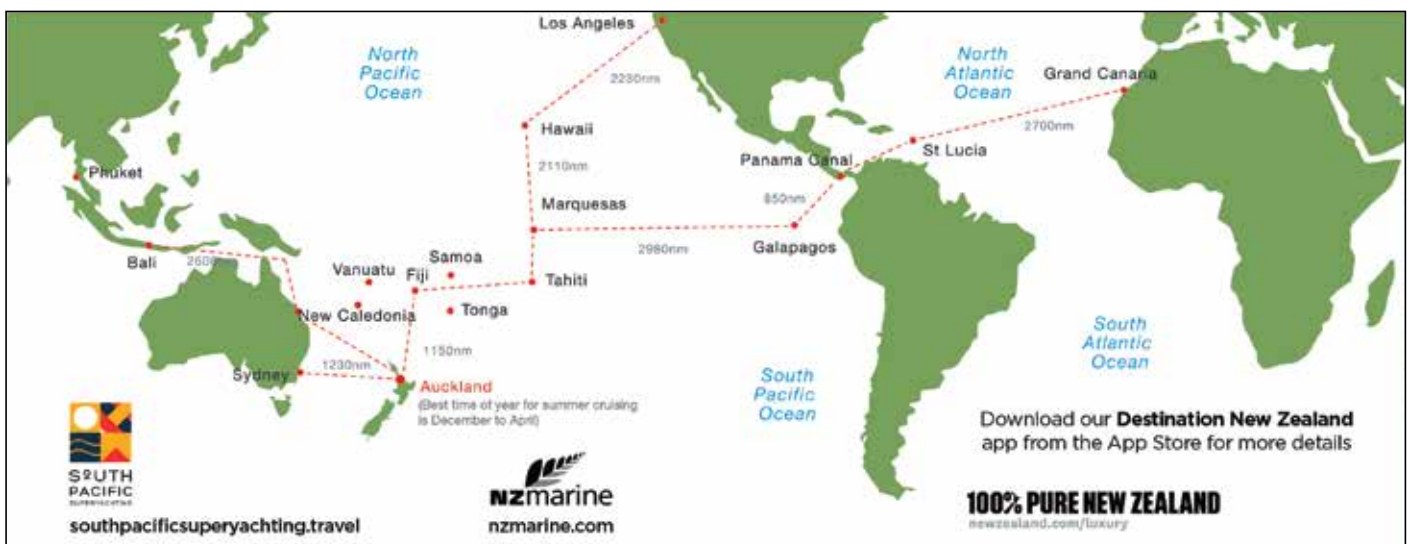 Los Angeles
North
Pacific
Ocean
North
Atlantic
Ocean
Grand Canaria
2230nm
2700nm
Hawaii
St Lucia
Panama Canal
2110nm
Phuket
850nm
Marquesas
2980nm
Galapagos
Bali
Samoa
Vanuatu
Fiji
Tahiti
New Caledonia
Tonga
1150nm
1230nm
Sydney
Auckland
(Best time of year for summer cruising
is December to April)
South
Pacific
Ocean
South
Atlantic
Ocean
Download our Destination New Zealand
app from the App Store for more details
SOUTH
PACIFIC
SUPERYACHTING
southpacificsuperyachting.travel
NZmarine
nzmarine.com
100% PURE NEW ZEALAND
newzealand.com/luxury